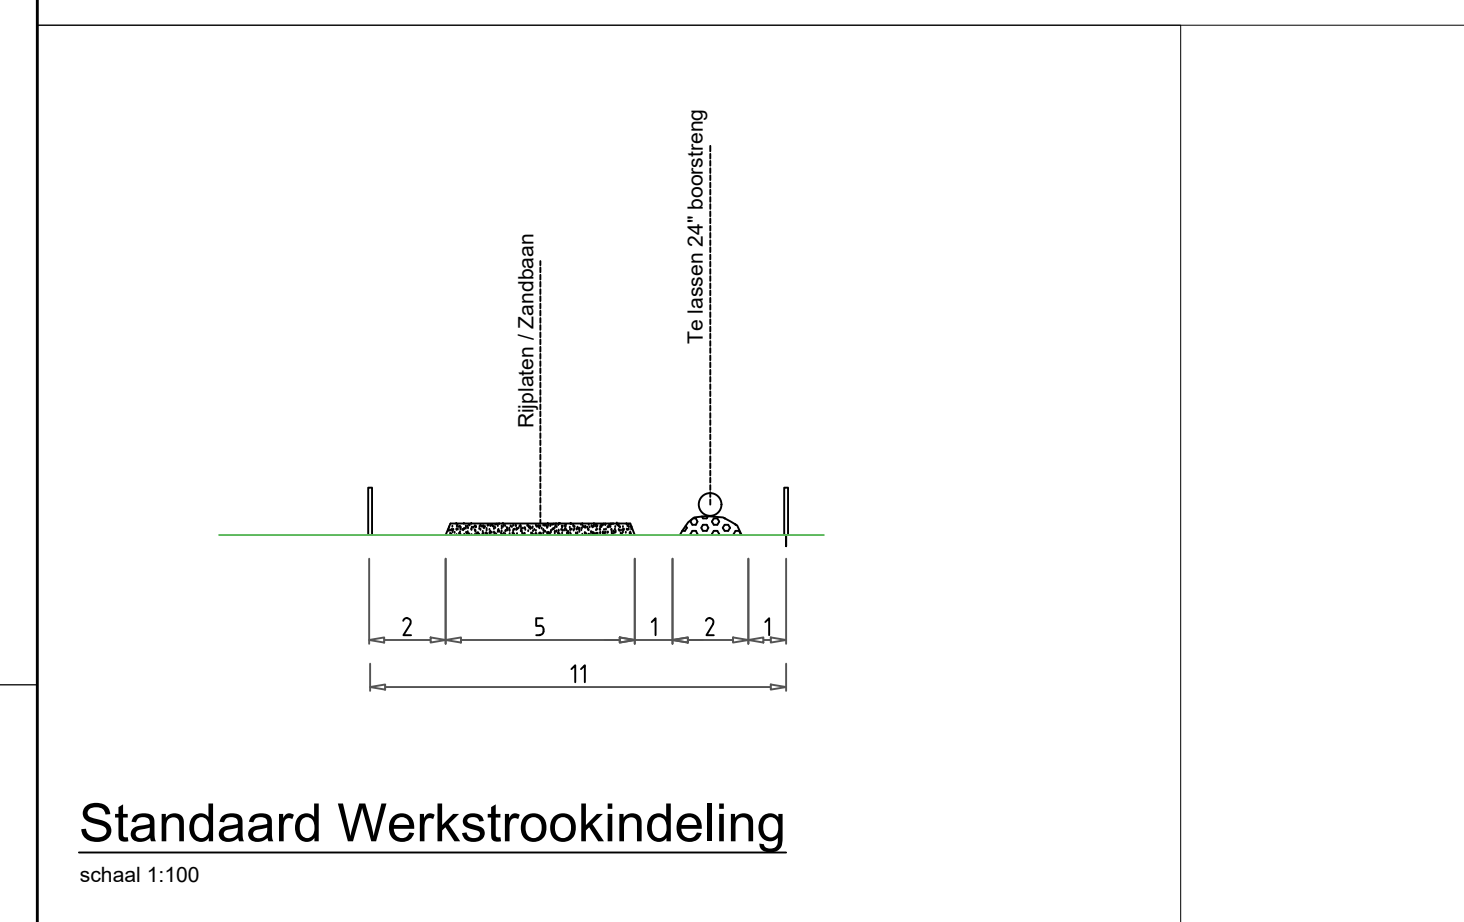 Te lassen 24" boorstreng
Rijplaten / Zandbaan
2 5 1 2 1
11
Standaard Werkstrookindeling
schaal 1:100